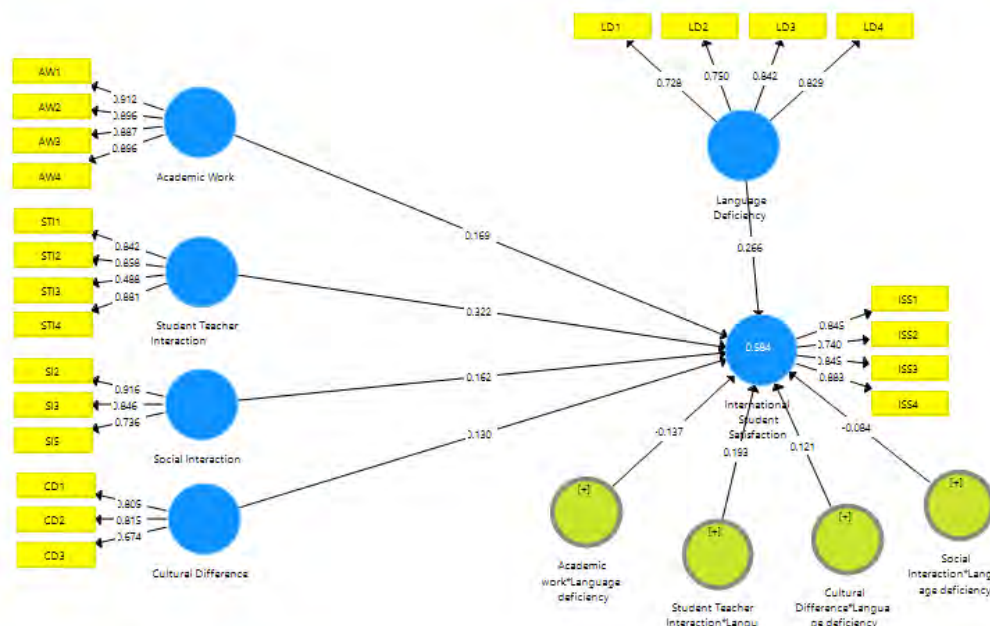 LD1
LD2
LD3
LD4
0.728
0.750
0.842
0.829
Language
Deficiency
0.266
AW1
AW2
AW3
AW4
0.912
0.896
0.887
0.896
Academic Work
0.169
STI1
STI2
STI3
STI4
0.842
0.858
0.488
0.881
Student Teacher
Interaction
0.322
SI2
SI3
SI5
0.916
0.846
0.736
Social Interaction
0.162
CD1
CD2
CD3
0.805
0.815
0.674
Cultural Difference
0.130
0.584
International
Student
Satisfaction
0.845
0.740
0.845
0.883
ISS1
ISS2
ISS3
ISS4
-0.137
0.193
0.121
-0.084
[+]
Academic
work*Language
deficiency
[+]
Student Teacher
Interaction*Langu
[+]
Cultural
Difference*Langua
ge deficiency
[+]
Social
Interaction*Lang
age deficiency